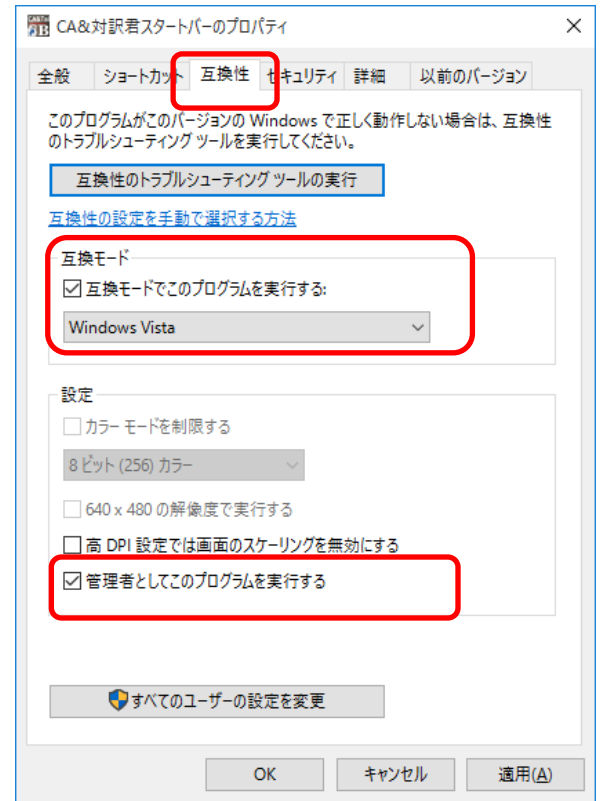 CA&対訳君スタートバーのプロパティ
全般 ショートカット 互換性 セキュリティ 詳細 以前のバージョン
このプログラムがこのバージョンの Windows で正しく動作しない場合は、互換性
のトラブルシューティング ツールを実行してください。
互換性のトラブルシューティング ツールの実行
互換性の設定を手動で選択する方法
互換モード
互換モードでこのプログラムを実行する:
Windows Vista
設定
カラー モードを制限する
8 ビット (256) カラー
640 x 480 の解像度で実行する
高 DPI 設定では画面のスケーリングを無効にする
管理者としてこのプログラムを実行する
すべてのユーザーの設定を変更
OK キャンセル 適用(A)